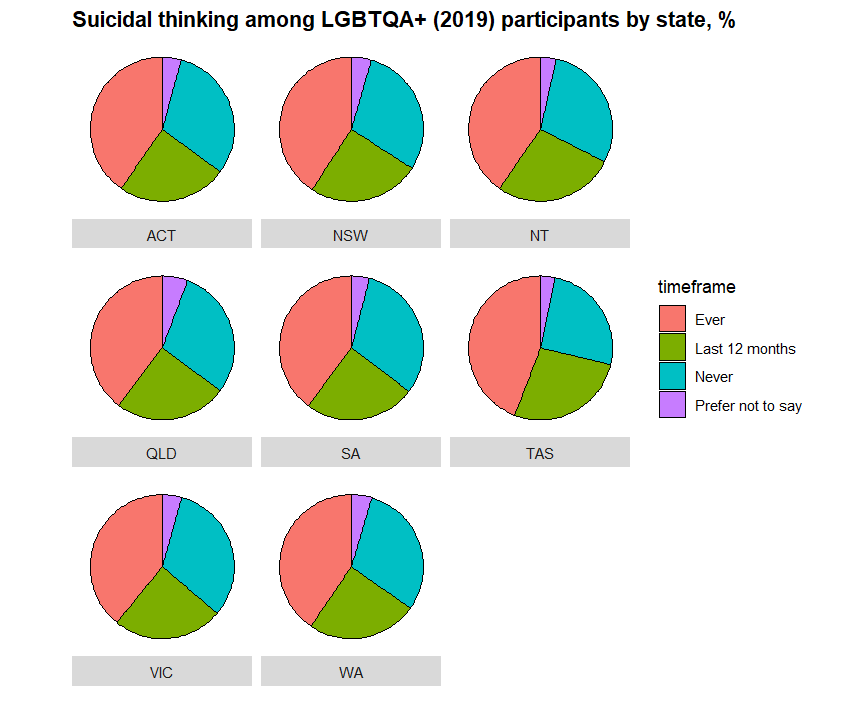 Suicidal thinking among LGBTQA+ (2019) participants by state, %
ACT
NSW
NT
QLD
SA
TAS
VIC
WA
timeframe
Ever
Last 12 months
Never
Prefer not to say